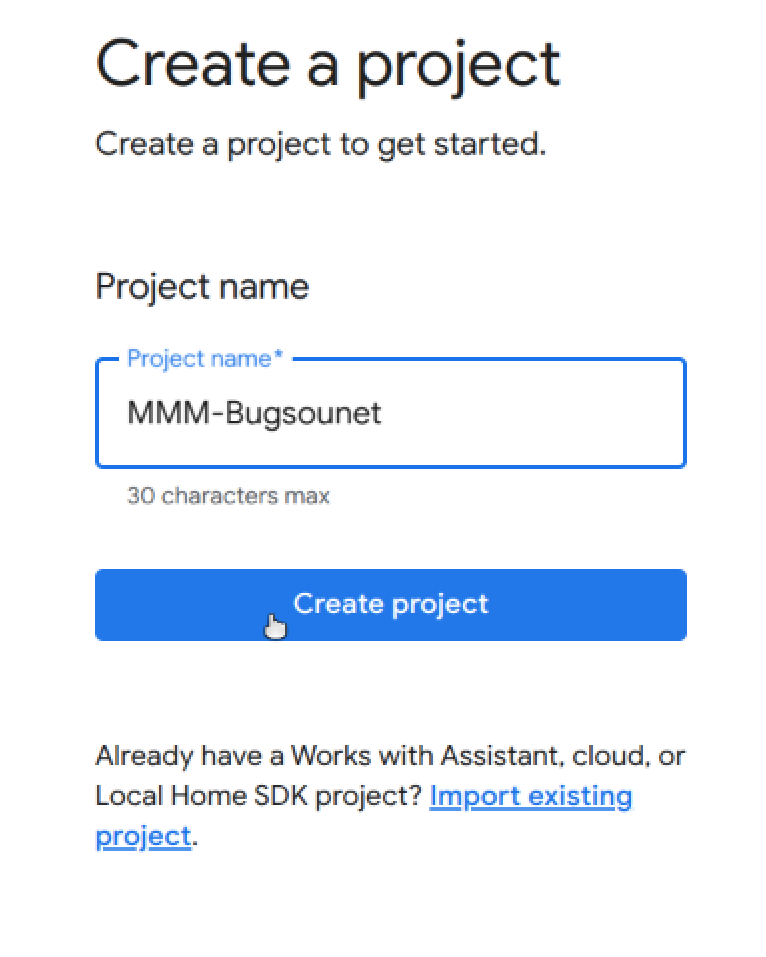 Create a project
Create a project to get started.
Project name
Project name*
MMM-Bugsounet
30 characters max
Create project
Already have a Works with Assistant, cloud, or
Local Home SDK project? Import existing
project.